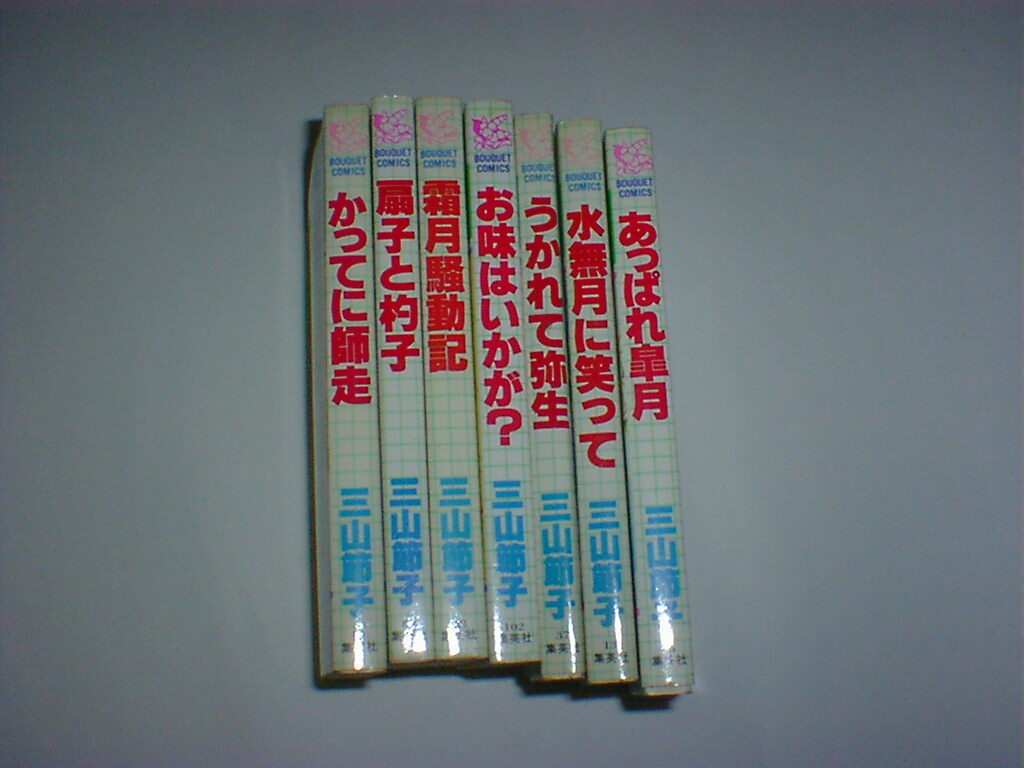 BOUQUET
COMICS
かってに師走
三山節子
集英社
BOUQUET
COMICS
扇子と杓子
三山節子
BOUQUET
COMICS
霜月騒動記
三山節子
集英社
BOUQUET
COMICS
お味はいかが?
三山節子
102
集英社
BOUQUET
COMICS
うかれて弥生
三山節子
37
集英社
BOUQUET
COMICS
水無月に笑って
三山節子
集英社
BOUQUET
COMICS
あっぱれ皐月
三山節子
集英社